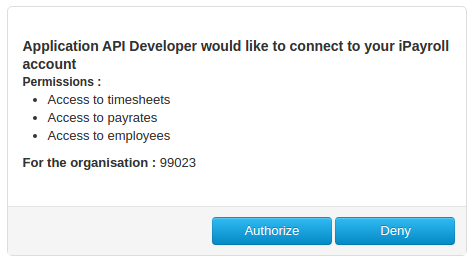 Application API Developer would like to connect to your iPayroll
account
Permissions :
Access to timesheets
Access to payrates
Access to employees
For the organisation : 99023
Authorize
Deny